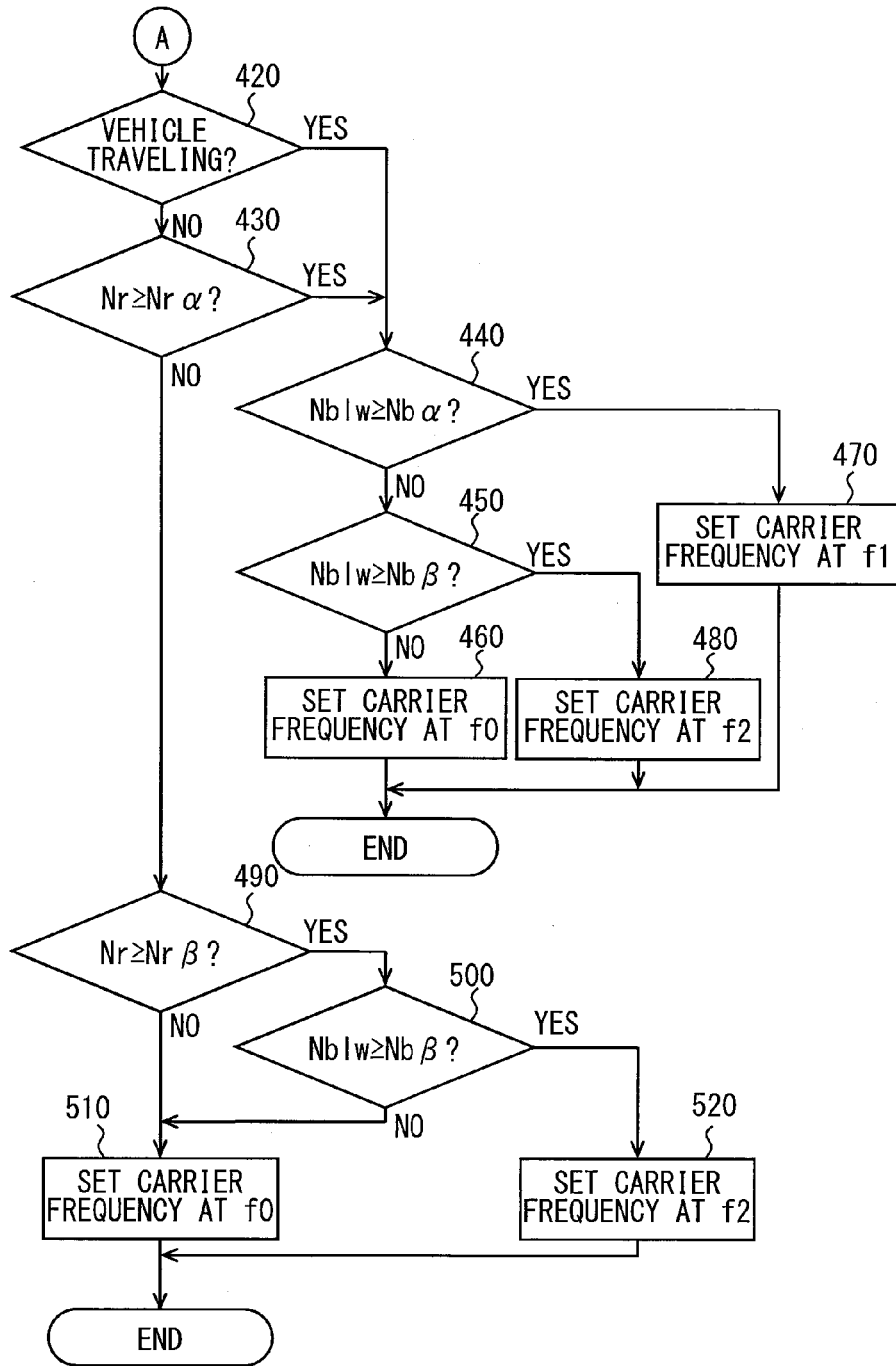 A
420
VEHICLE
TRAVELING?
YES
NO
430
Nr≥Nr α?
YES
NO
440
Nblw≥Nb α?
YES
NO
470
SET CARRIER
FREQUENCY AT f1
450
Nblw≥Nb β?
YES
NO
460
SET CARRIER
FREQUENCY AT f0
480
SET CARRIER
FREQUENCY AT f2
END
490
Nr≥Nr β?
YES
NO
500
Nblw≥Nb β?
YES
NO
510
SET CARRIER
FREQUENCY AT f0
520
SET CARRIER
FREQUENCY AT f2
END